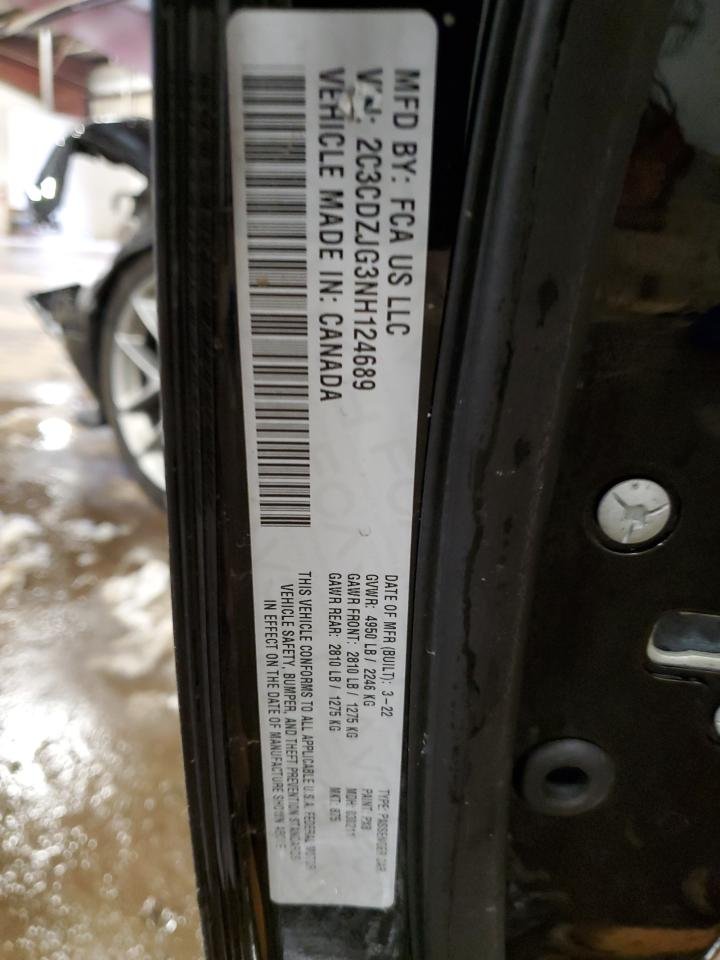 MFD BY: FCA US LLC
2C3CDZJG3NH124689
VEHICLE MADE IN: CANADA
DATE OF MFR (BUILT): 3-22
GVWR: 4950 LB / 2246 KG
GAWR FRONT: 2810 LB / 1275 KG
GAWR REAR: 2810 LB / 1275 KG
TYPE: PASSENGER CAR
PAINT: PX8
MDH:
MKT:
THIS VEHICLE CONFORMS TO ALL APPLICABLE U.S.A. FEDERAL MOTOR
VEHICLE SAFETY, BUMPER, AND THEFT PREVENTION STANDARDS
IN EFFECT ON THE DATE OF MANUFACTURE SHOWN ABOVE